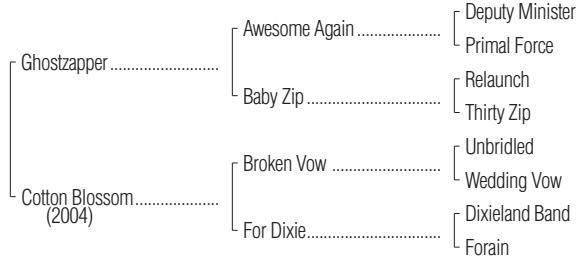 Deputy Minister
Awesome Again ....................
Primal Force
Ghostzapper ..........................
Relaunch
Baby Zip ................................
Thirty Zip
Unbridled
Broken Vow ..........................
Wedding Vow
Cotton Blossom ....................
(2004)
Dixieland Band
For Dixie................................
Forain